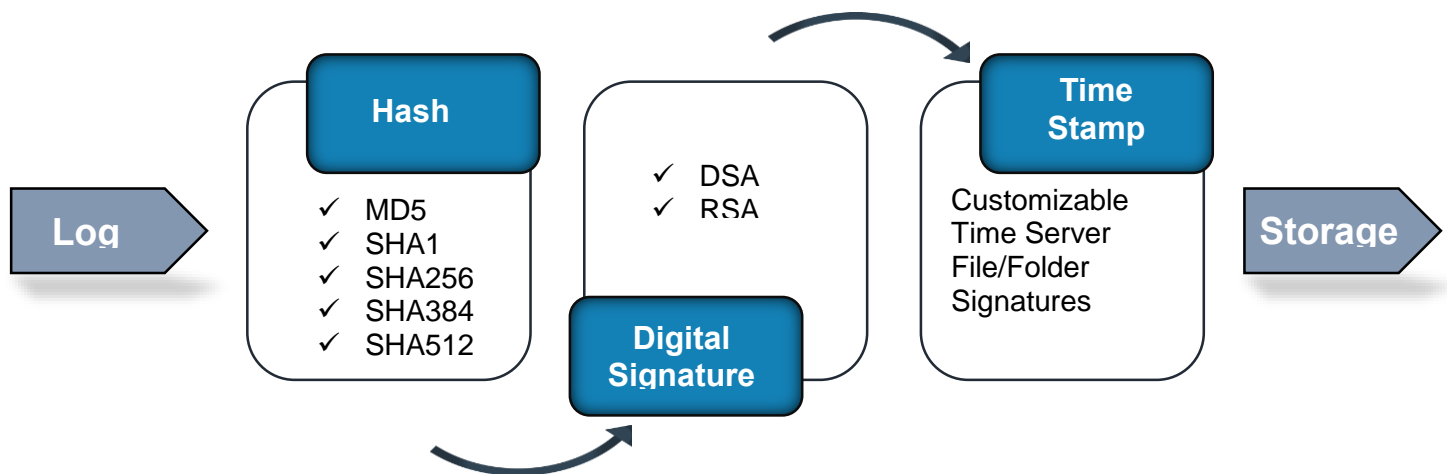 Log
Hash
✓ MD5
✓ SHA1
✓ SHA256
✓ SHA384
✓ SHA512
✓ DSA
✓ RSA
Digital
Signature
Time
Stamp
Customizable
Time Server
File/Folder
Signatures
Storage